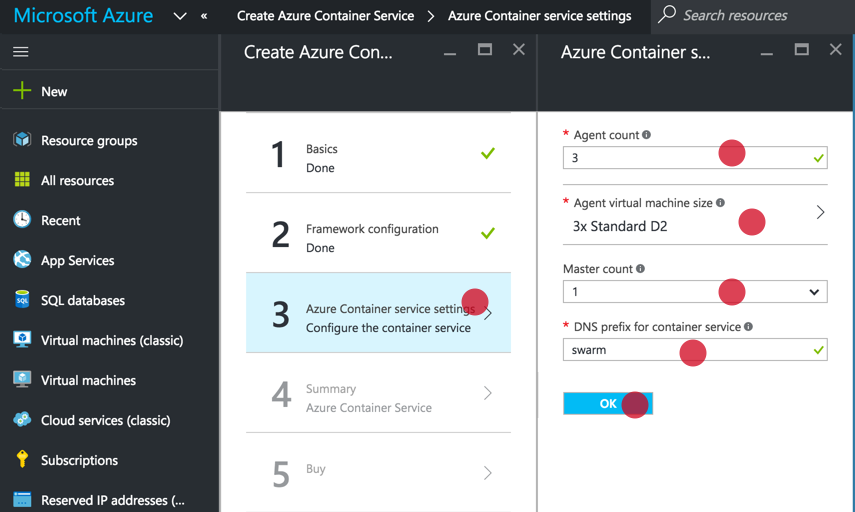 Microsoft Azure
«
Create Azure Container Service
Azure Container service settings
Search resources
New
Resource groups
All resources
Recent
App Services
SQL databases
Virtual machines (classic)
Virtual machines
Cloud services (classic)
Subscriptions
Reserved IP addresses (...
Create Azure Con...
1
Basics
Done
2
Framework configuration
Done
3
Azure Container service settings
Configure the container service
4
Summary
Azure Container Service
5
Buy
Azure Container s...
* Agent count
3
* Agent virtual machine size
3x Standard D2
Master count
1
* DNS prefix for container service
swarm
OK